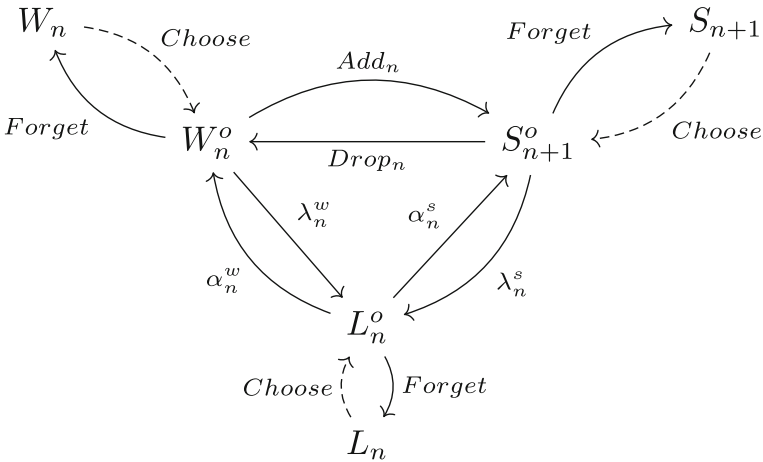 W_n Choose Forget S_{n+1}
Add_n
Forget Choose
W_n^o Drop_n S_{n+1}^o
λ_n^w α_n^s
α_n^w λ_n^s
L_n^o
Choose Forget
L_n